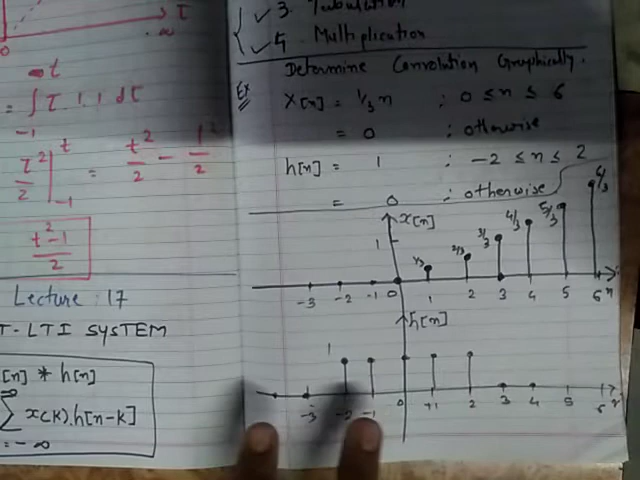 τ
0
∞
t
= ∫ τ . 1 . 1 dτ
-1
τ²/2 |ᵗ₋₁ = t²/2 - 1²/2
t²-1
2
Lecture : 17
T-LTI SYSTEM
[n] * h[n]
∞
∑ x(k).h[n-k]
= -∞
✓ 3. Tabulation
✓ 4. Multiplication
Determine Convolution Graphically.
Ex
x[n] = 1/3 n ; 0 ≤ n ≤ 6
= 0 ; otherwise
h[n] = 1 ; -2 ≤ n ≤ 2
= 0 ; otherwise
x[n]
1
1/3 2/3 3/3 4/3 5/3 6/3
-3 -2 -1 0 1 2 3 4 5 6 n
h[n]
1
-3 -2 -1 0 +1 2 3 4 5 6 n